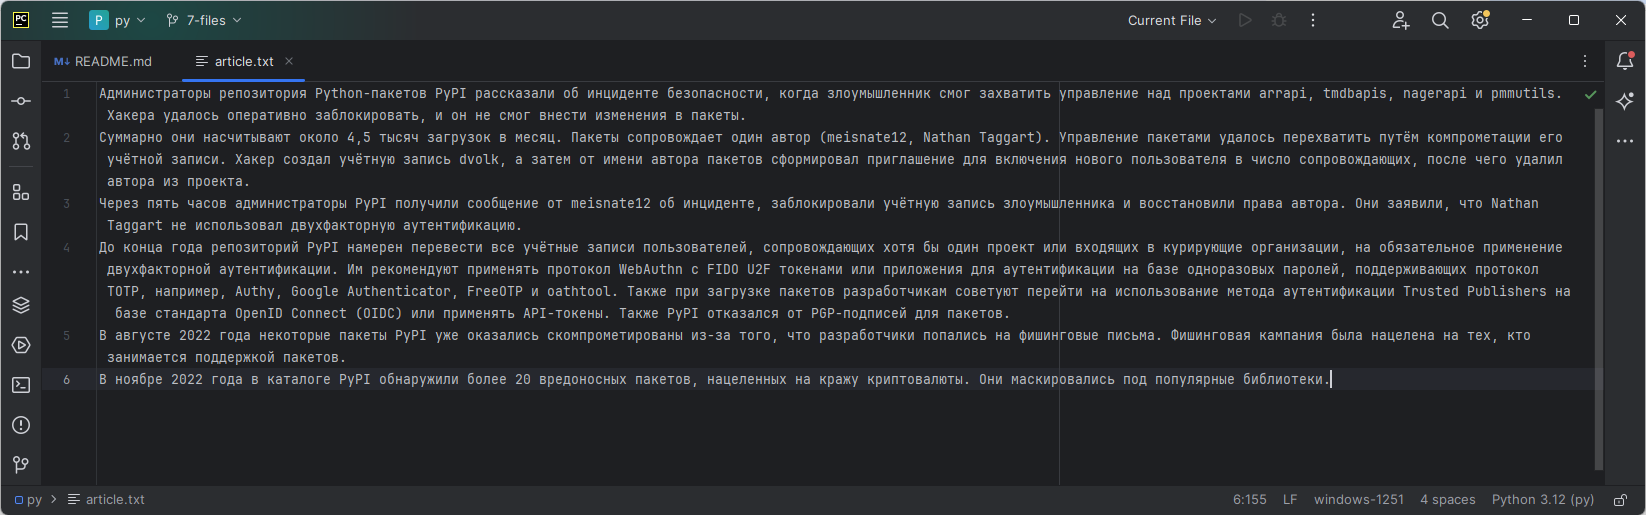 PC
P py
7-files
Current File
README.md
article.txt
1 Администраторы репозитория Python-пакетов PyPI рассказали об инциденте безопасности, когда злоумышленник смог захватить управление над проектами arrapi, tmdbapis, nagerapi и pmmutils.
Хакера удалось оперативно заблокировать, и он не смог внести изменения в пакеты.
2 Суммарно они насчитывают около 4,5 тысяч загрузок в месяц. Пакеты сопровождает один автор (meisnate12, Nathan Taggart). Управление пакетами удалось перехватить путём компрометации его
учётной записи. Хакер создал учётную запись dvolk, а затем от имени автора пакетов сформировал приглашение для включения нового пользователя в число сопровождающих, после чего удалил
автора из проекта.
3 Через пять часов администраторы PyPI получили сообщение от meisnate12 об инциденте, заблокировали учётную запись злоумышленника и восстановили права автора. Они заявили, что Nathan
Taggart не использовал двухфакторную аутентификацию.
4 До конца года репозиторий PyPI намерен перевести все учётные записи пользователей, сопровождающих хотя бы один проект или входящих в курирующие организации, на обязательное применение
двухфакторной аутентификации. Им рекомендуют применять протокол WebAuthn с FIDO U2F токенами или приложения для аутентификации на базе одноразовых паролей, поддерживающих протокол
TOTP, например, Authy, Google Authenticator, FreeOTP и oathtool. Также при загрузке пакетов разработчикам советуют перейти на использование метода аутентификации Trusted Publishers на
базе стандарта OpenID Connect (OIDC) или применять API-токены. Также PyPI отказался от PGP-подписей для пакетов.
5 В августе 2022 года некоторые пакеты PyPI уже оказались скомпрометированы из-за того, что разработчики попались на фишинговые письма. Фишинговая кампания была нацелена на тех, кто
занимается поддержкой пакетов.
6 В ноябре 2022 года в каталоге PyPI обнаружили более 20 вредоносных пакетов, нацеленных на кражу криптовалюты. Они маскировались под популярные библиотеки.
py > article.txt
6:155 LF windows-1251 4 spaces Python 3.12 (py)